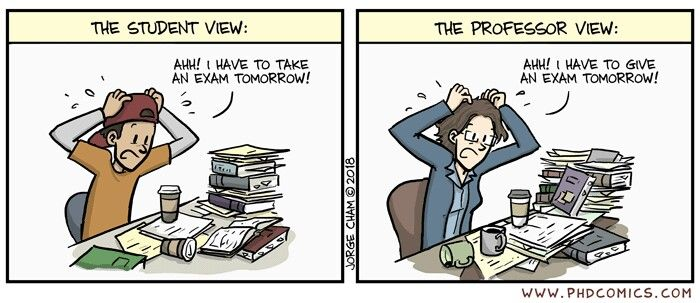 THE STUDENT VIEW:
AHH! I HAVE TO TAKE
AN EXAM TOMORROW!
JORGE CHAM © 2018
THE PROFESSOR VIEW:
AHH! I HAVE TO GIVE
AN EXAM TOMORROW!
WWW.PHDCOMICS.COM